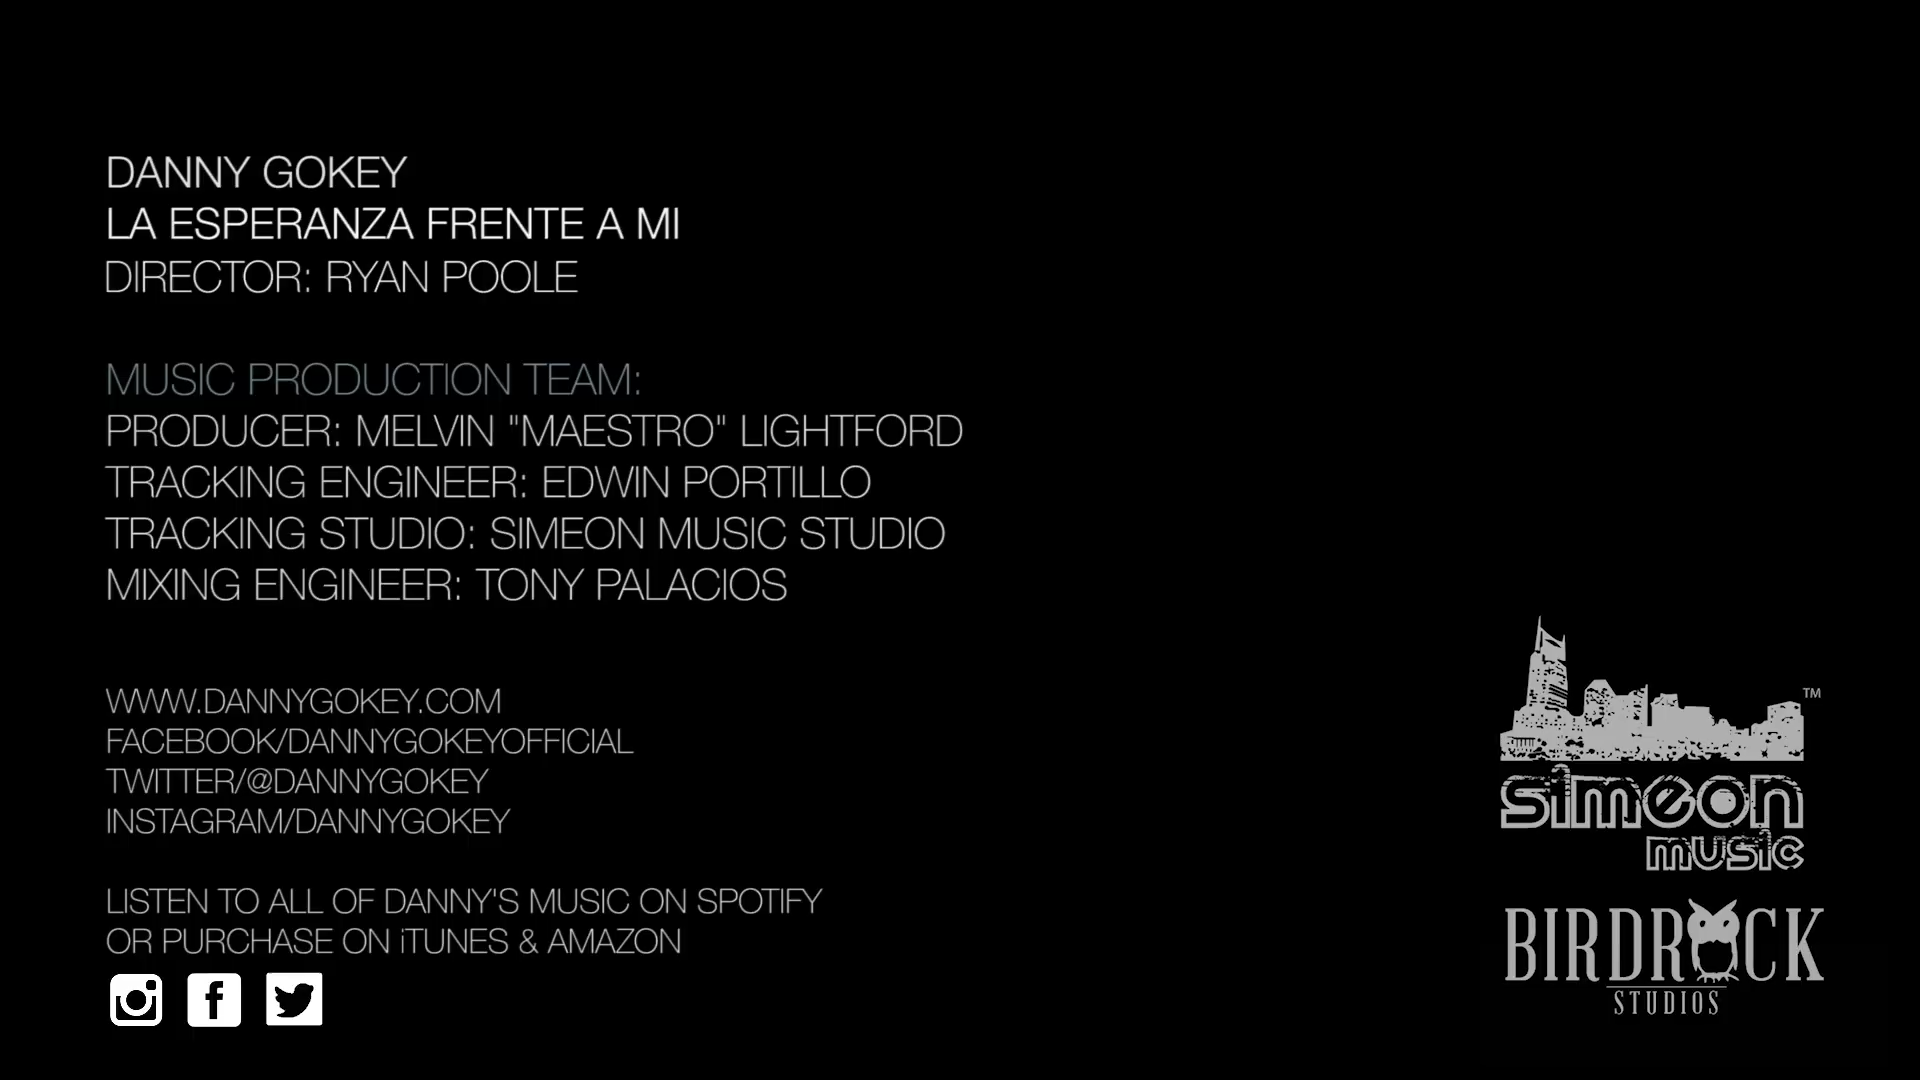 DANNY GOKEY
LA ESPERANZA FRENTE A MI
DIRECTOR: RYAN POOLE
MUSIC PRODUCTION TEAM:
PRODUCER: MELVIN "MAESTRO" LIGHTFORD
TRACKING ENGINEER: EDWIN PORTILLO
TRACKING STUDIO: SIMEON MUSIC STUDIO
MIXING ENGINEER: TONY PALACIOS
WWW.DANNYGOKEY.COM
FACEBOOK/DANNYGOKEYOFFICIAL
TWITTER/@DANNYGOKEY
INSTAGRAM/DANNYGOKEY
LISTEN TO ALL OF DANNY'S MUSIC ON SPOTIFY
OR PURCHASE ON iTUNES & AMAZON
TM
simeon
music
BIRDROCK
STUDIOS